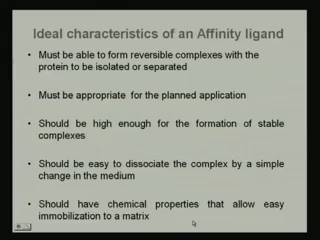 Ideal characteristics of an Affinity ligand
• Must be able to form reversible complexes with the
protein to be isolated or separated
• Must be appropriate for the planned application
• Should be high enough for the formation of stable
complexes
• Should be easy to dissociate the complex by a simple
change in the medium
• Should have chemical properties that allow easy
immobilization to a matrix